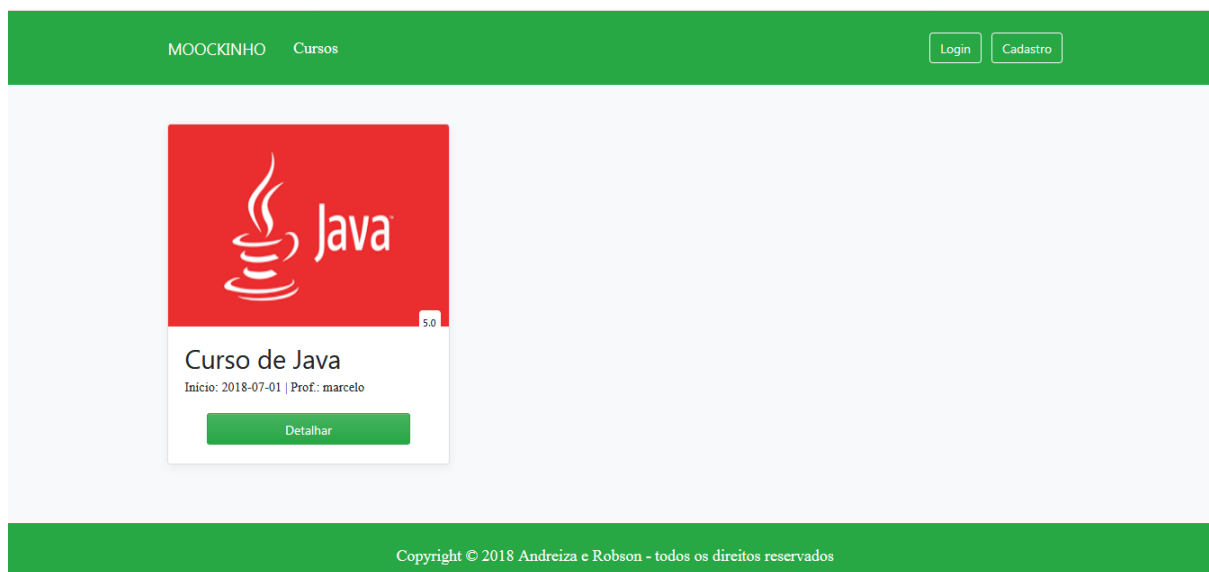 MOOCKINHO Cursos Login Cadastro
Java™
5.0
Curso de Java
Início: 2018-07-01 | Prof.: marcelo
Detalhar
Copyright © 2018 Andreiza e Robson - todos os direitos reservados